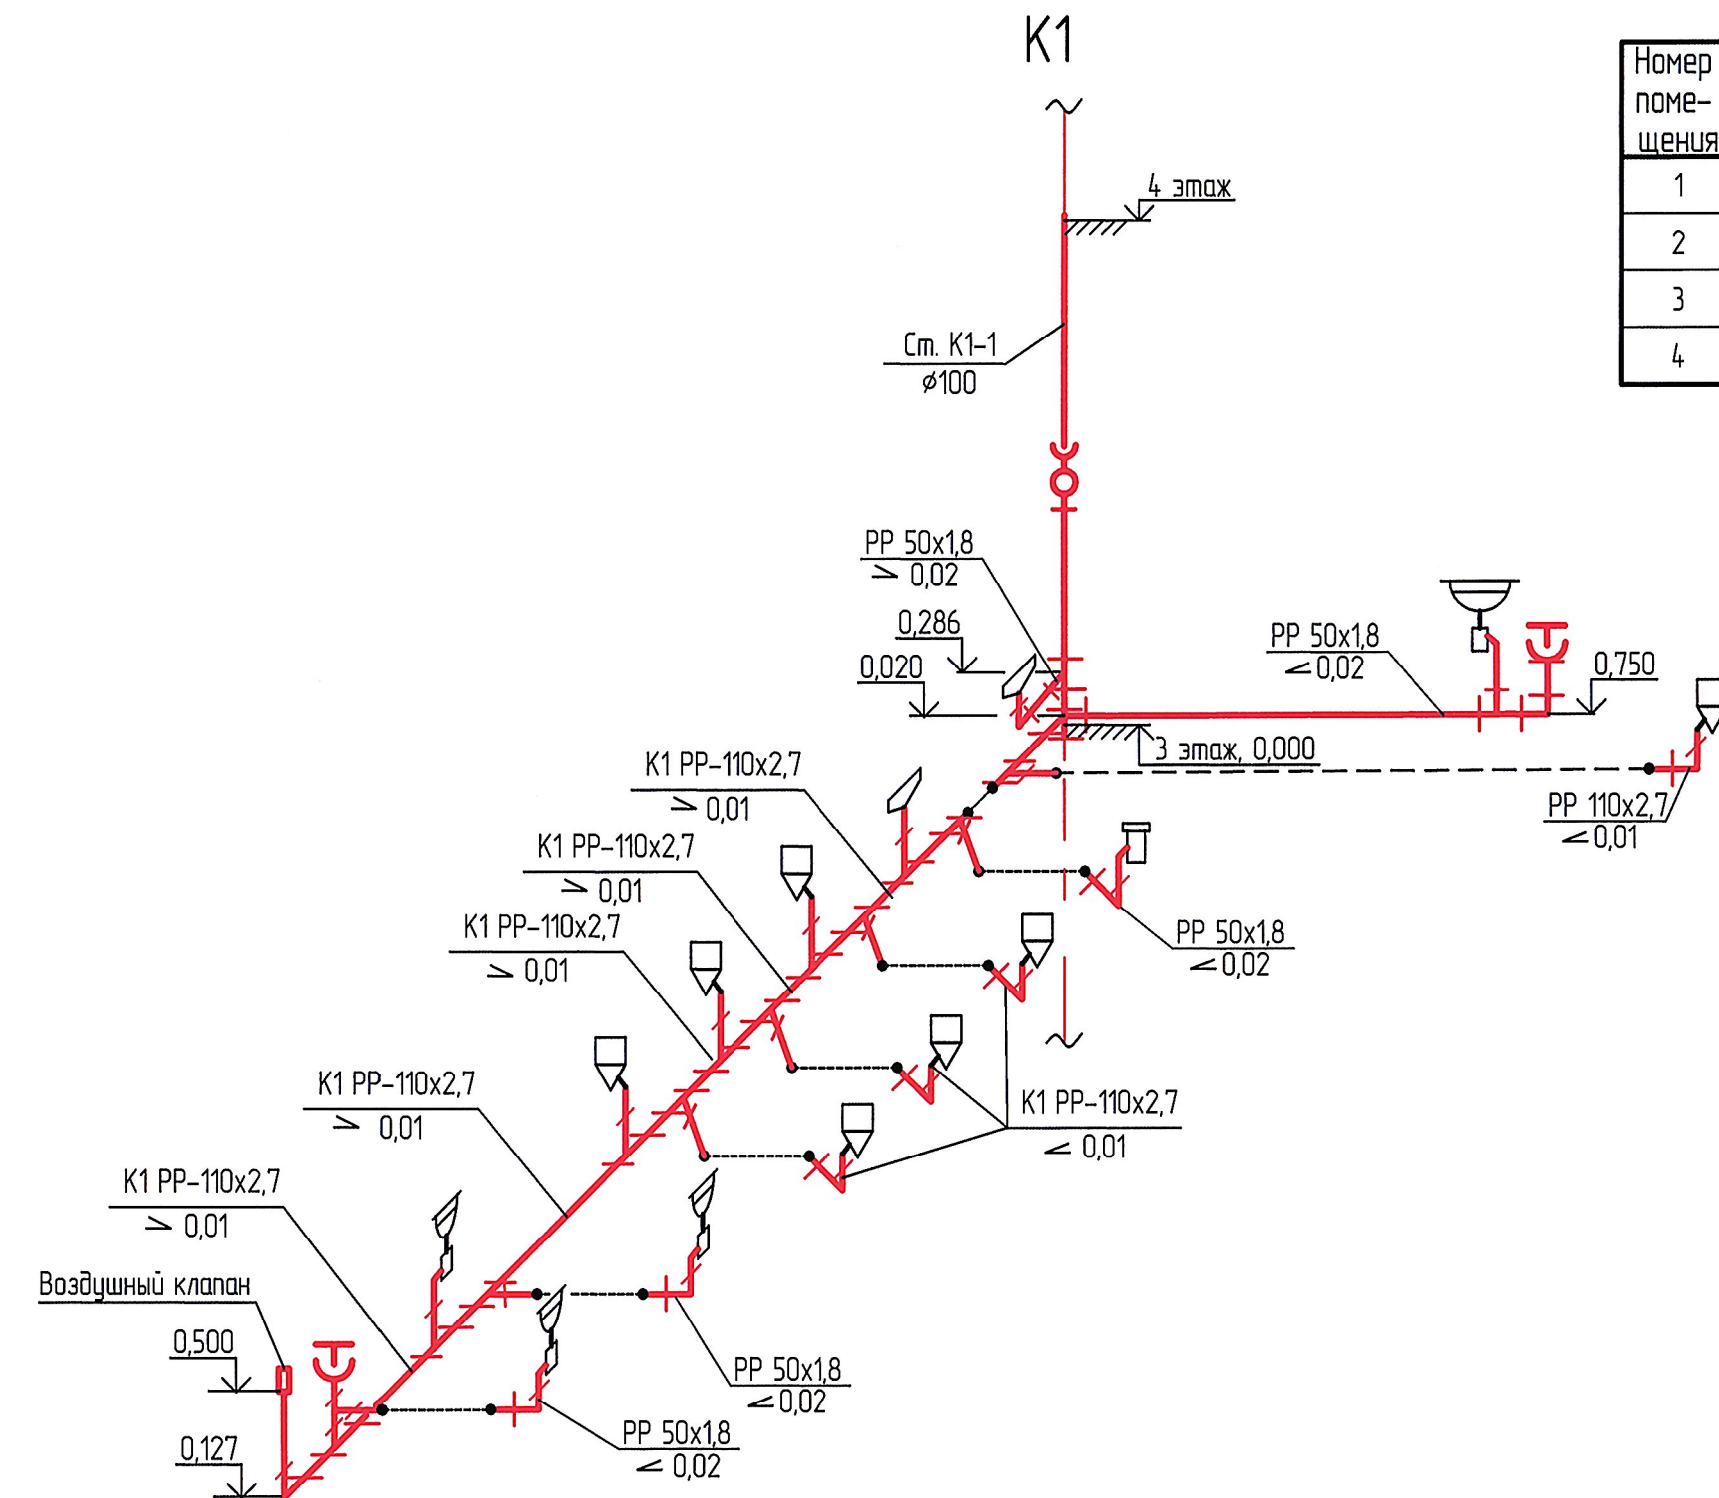 К1
Номер
поме-
щения
1
2
3
4
4 этаж
Ст. К1-1
⌀100
РР 50х1,8
0,02
0,286
0,020
РР 50х1,8
0,02
0,750
3 этаж, 0,000
К1 РР-110х2,7
0,01
РР 110х2,7
0,01
К1 РР-110х2,7
0,01
К1 РР-110х2,7
0,01
РР 50х1,8
0,02
К1 РР-110х2,7
0,01
К1 РР-110х2,7
0,01
К1 РР-110х2,7
0,01
Воздушный клапан
0,500
РР 50х1,8
0,02
0,127
РР 50х1,8
0,02